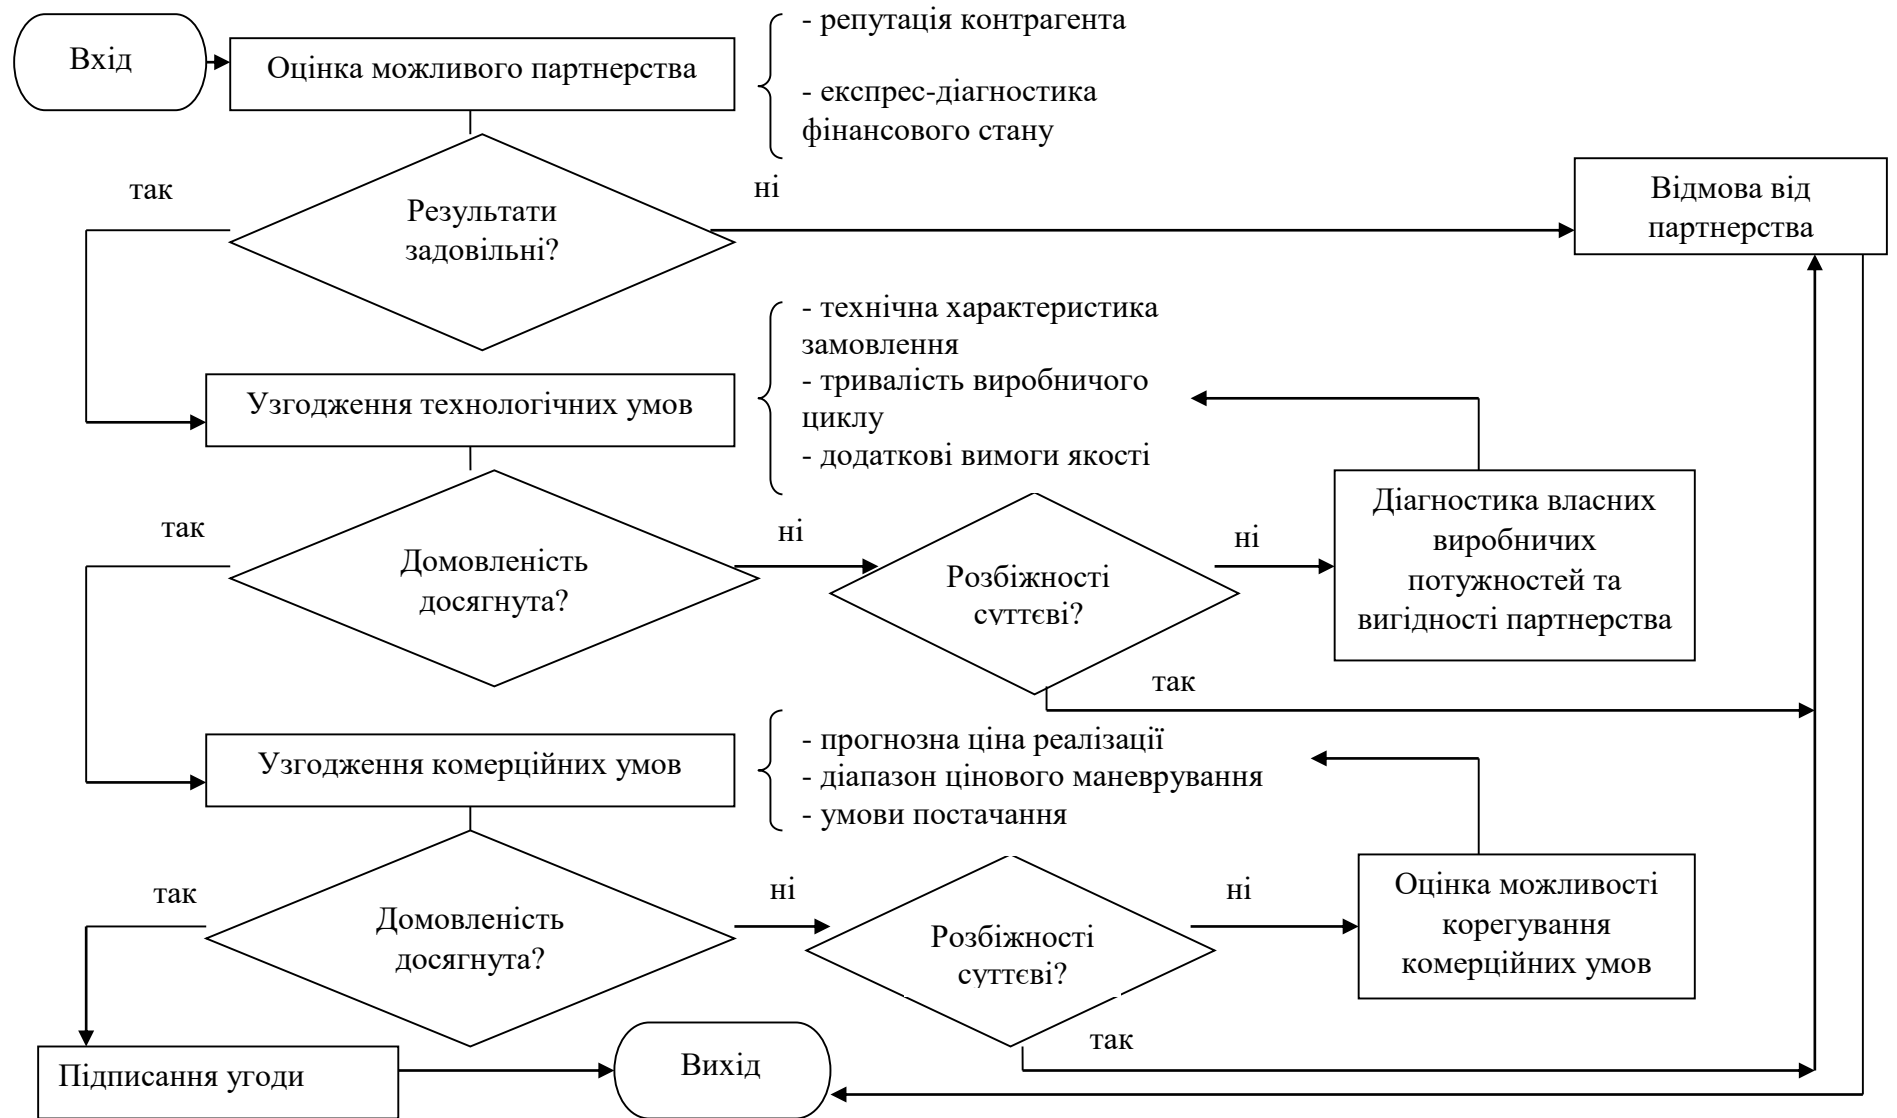 Вхід
Оцінка можливого партнерства
- репутація контрагента
- експрес-діагностика
фінансового стану
так
Результати
задовільні?
ні
Відмова від
партнерства
- технічна характеристика
замовлення
- тривалість виробничого
циклу
- додаткові вимоги якості
Узгодження технологічних умов
так
Домовленість
досягнута?
ні
Розбіжності
суттєві?
ні
Діагностика власних
виробничих
потужностей та
вигідності партнерства
так
Узгодження комерційних умов
- прогнозна ціна реалізації
- діапазон цінового маневрування
- умови постачання
так
Домовленість
досягнута?
ні
Розбіжності
суттєві?
ні
Оцінка можливості
корегування
комерційних умов
так
Підписання угоди
Вихід